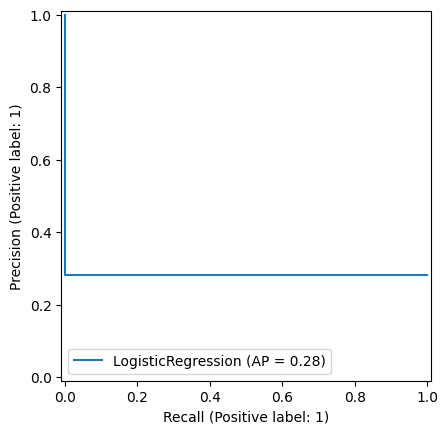 1.0
0.8
0.6
0.4
0.2
0.0
Precision (Positive label: 1)
LogisticRegression (AP = 0.28)
0.0 0.2 0.4 0.6 0.8 1.0
Recall (Positive label: 1)